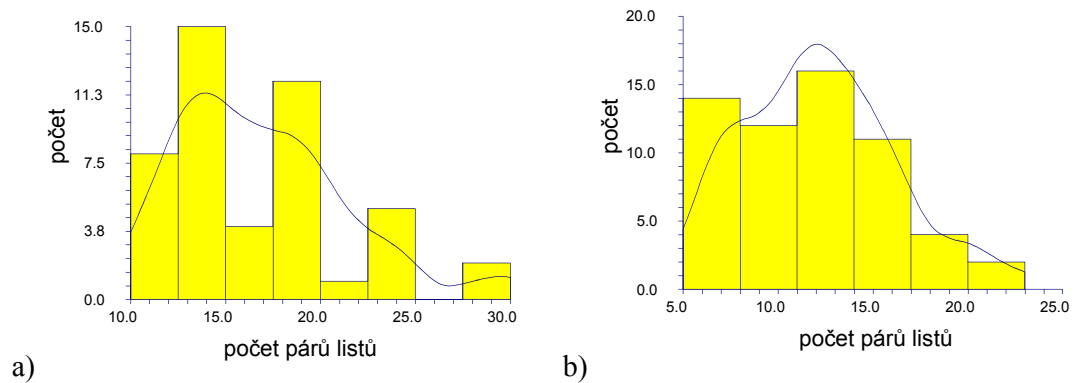 15.0
11.3
7.5
3.8
0.0
počet
10.0 15.0 20.0 25.0 30.0
počet párů listů
a)
20.0
15.0
10.0
5.0
0.0
počet
5.0 10.0 15.0 20.0 25.0
počet párů listů
b)